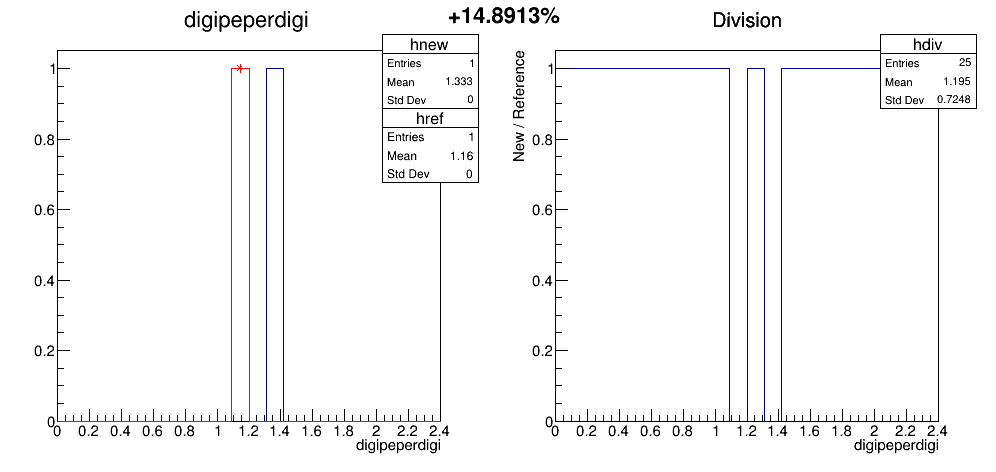 digipeperdigi
+14.8913%
Division
hnew
Entries 1
Mean 1.333
Std Dev 0
href
Entries 1
Mean 1.16
Std Dev 0
1
0.8
0.6
0.4
0.2
0
0 0.2 0.4 0.6 0.8 1 1.2 1.4 1.6 1.8 2 2.2 2.4
digipeperdigi
New / Reference
hdiv
Entries 25
Mean 1.195
Std Dev 0.7248
1
0.8
0.6
0.4
0.2
0
0 0.2 0.4 0.6 0.8 1 1.2 1.4 1.6 1.8 2 2.2 2.4
digipeperdigi